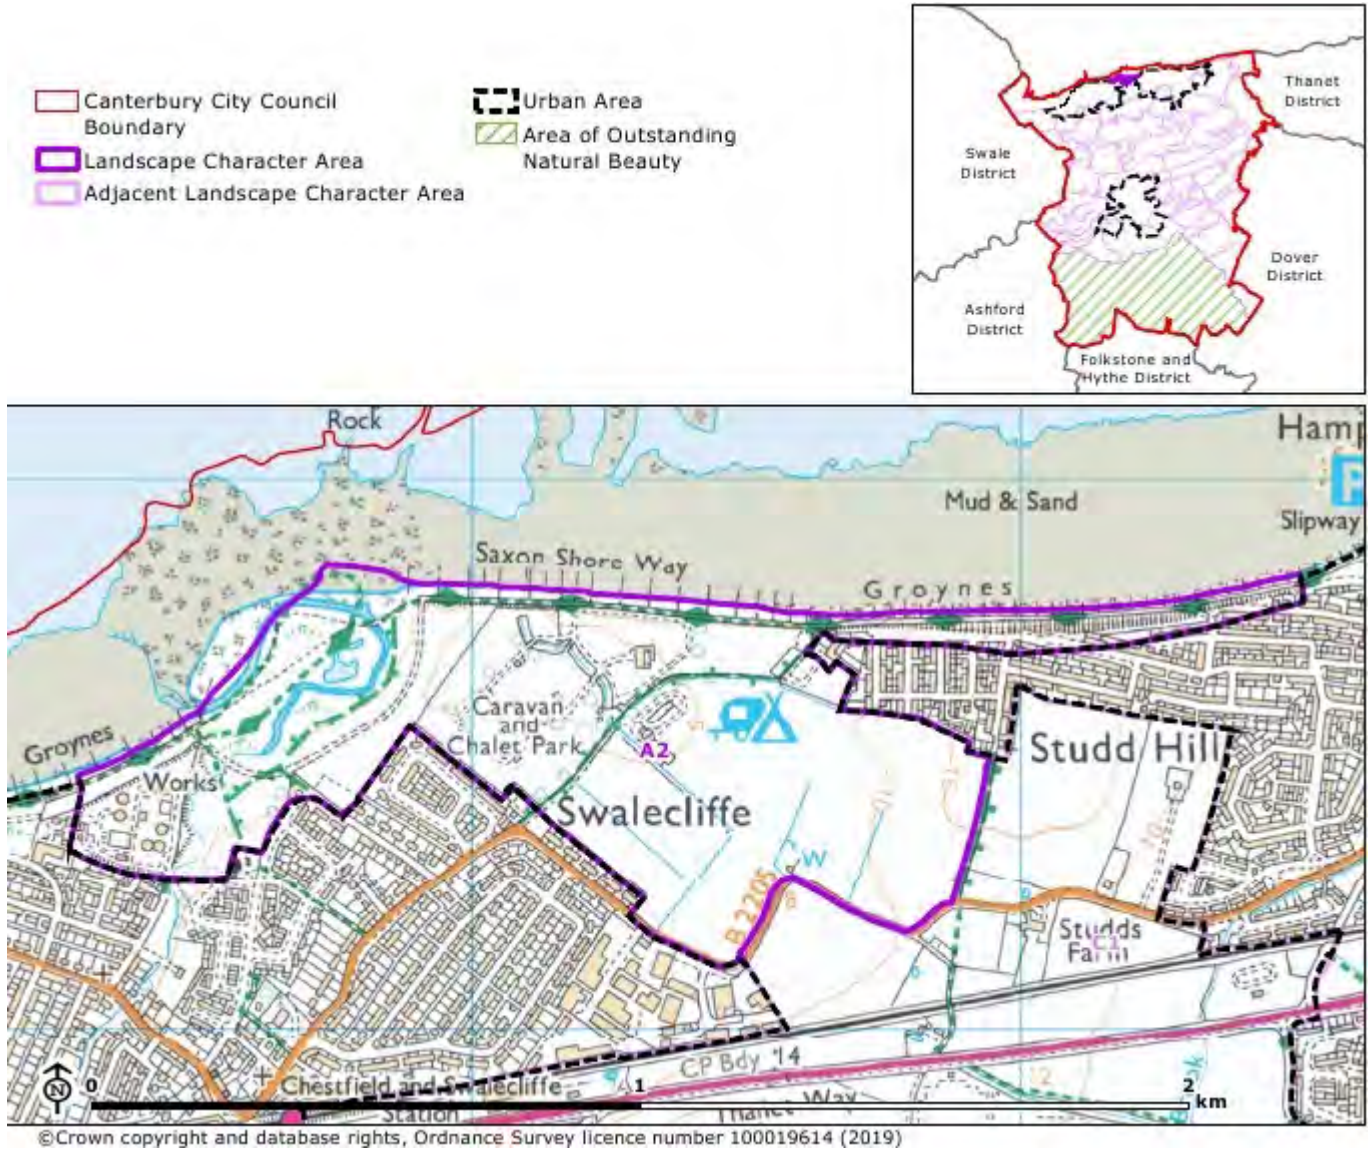 Canterbury City Council
Boundary
Landscape Character Area
Adjacent Landscape Character Area
Urban Area
Area of Outstanding
Natural Beauty
Thanet
District
Swale
District
Dover
District
Ashford
District
Folkstone and
Hythe District
Rock
Hamp
P
Mud & Sand
Slipway
Saxon Shore Way
Groynes
Caravan
and
Chalet Park
A2
Groynes
Works
Studd Hill
Swalecliffe
W
B 2205
Studds
Farm
C1
CP Bdy '14
Chestfield and Swalecliffe
Station
Thanet Way
N
0
1
2
km
©Crown copyright and database rights, Ordnance Survey licence number 100019614 (2019)